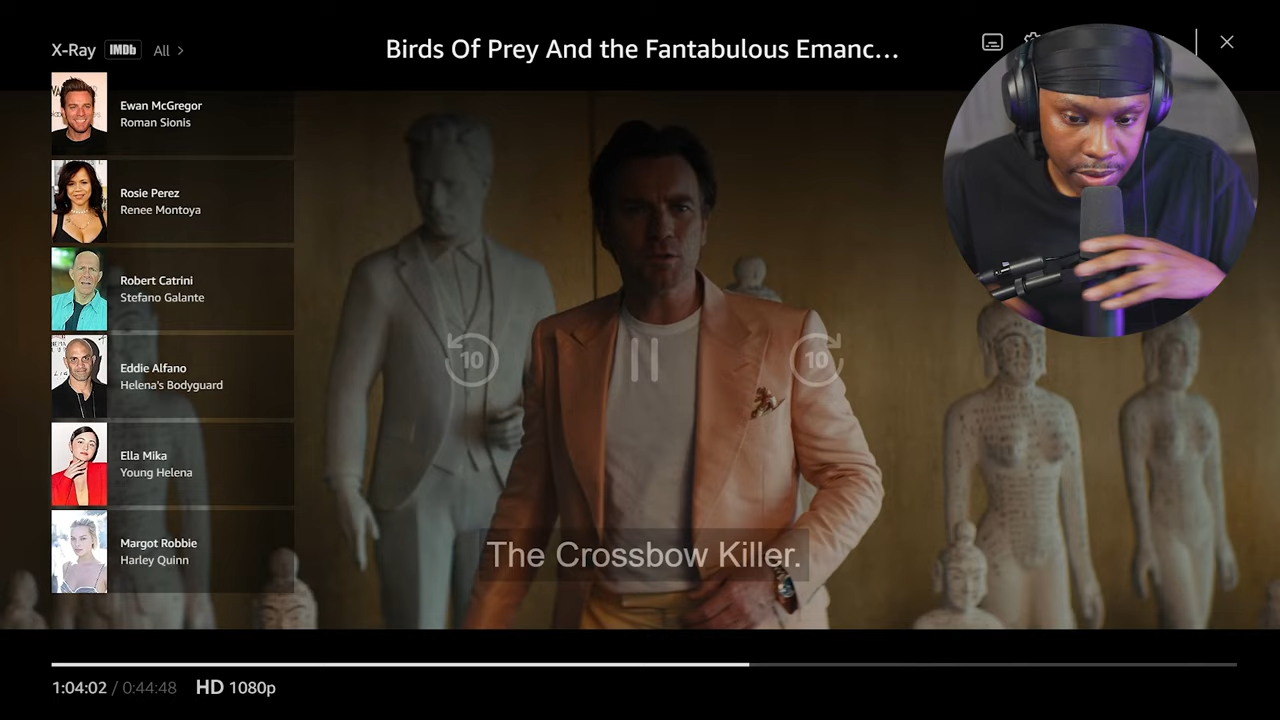 X-Ray IMDb All >
Birds Of Prey And the Fantabulous Emanc...
Ewan McGregor
Roman Sionis
Rosie Perez
Renee Montoya
Robert Catrini
Stefano Galante
Eddie Alfano
Helena's Bodyguard
Ella Mika
Young Helena
Margot Robbie
Harley Quinn
10
10
The Crossbow Killer.
1:04:02 / 0:44:48 HD 1080p